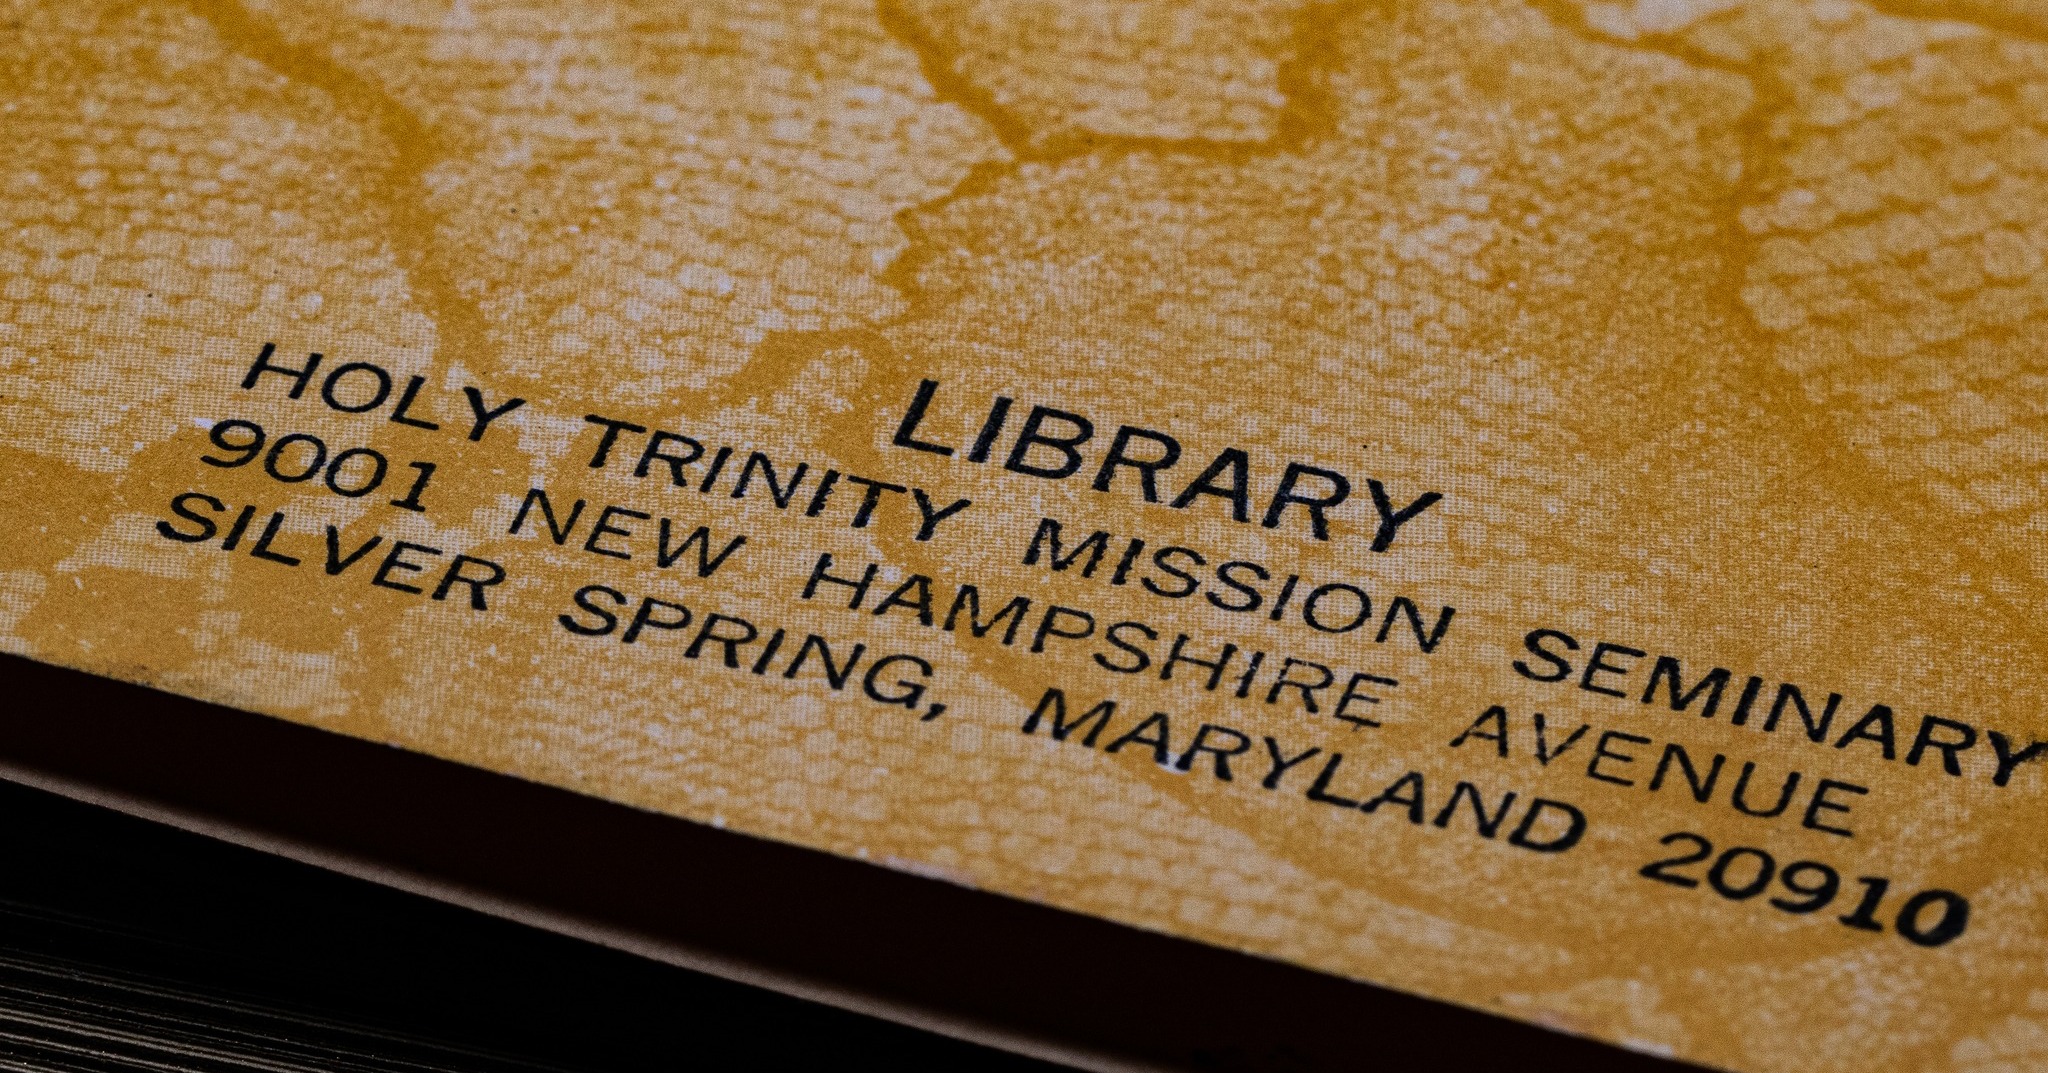 LIBRARY
HOLY TRINITY MISSION SEMINARY
9001 NEW HAMPSHIRE AVENUE
SILVER SPRING, MARYLAND 20910